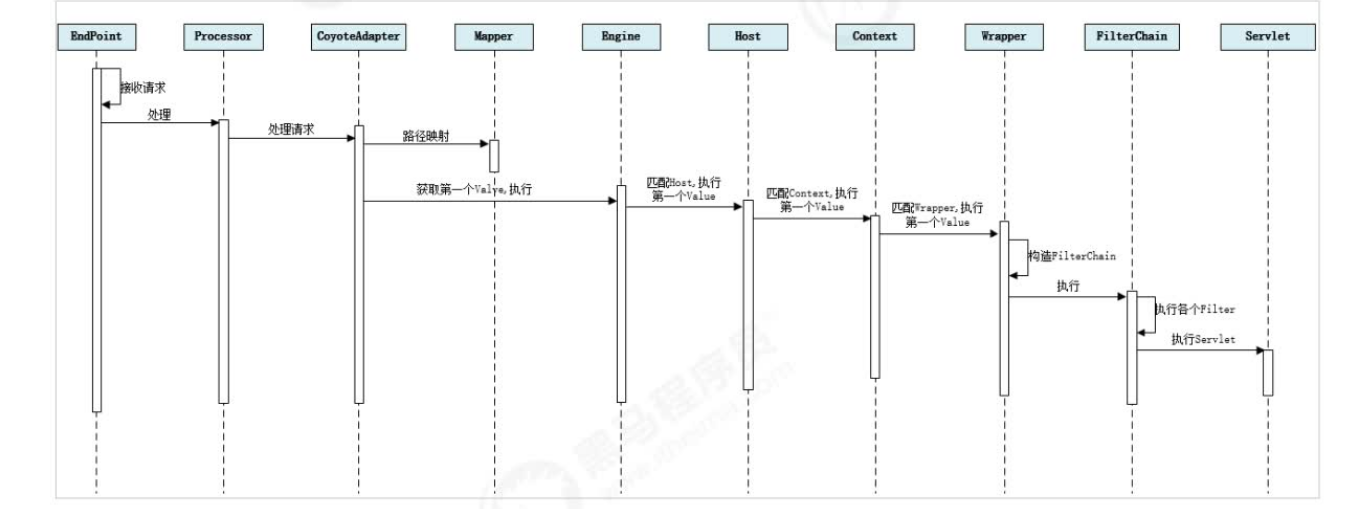 EndPoint
Processor
CoyoteAdapter
Mapper
Engine
Host
Context
Wrapper
FilterChain
Servlet
接收请求
处理
处理请求
路径映射
获取第一个Valve,执行
匹配Host,执行
第一个Value
匹配Context,执行
第一个Value
匹配Wrapper,执行
第一个Value
构造FilterChain
执行
执行各个Filter
执行Servlet
黑马程序员
www.itheima.com